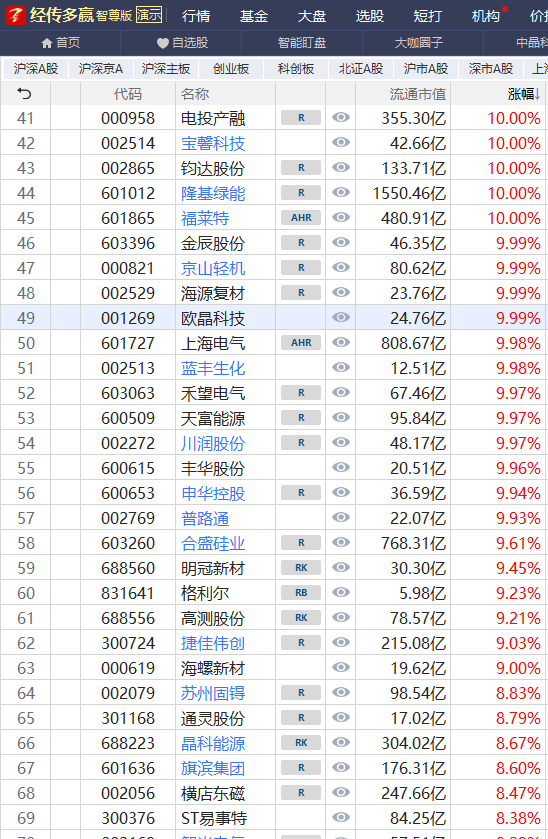 经传多赢 智尊版 演示 行情 基金 大盘 选股 短打 机构
首页 自选股 智能盯盘 大咖圈子
沪深A股 沪深京A 沪深主板 创业板 科创板 北证A股 沪市A股 深市A股 上
代码 名称 流通市值 涨幅↓
41 000958 电投产融 R 355.30亿 10.00%
42 002514 宝馨科技 42.66亿 10.00%
43 002865 钧达股份 R 133.71亿 10.00%
44 601012 隆基绿能 R 1550.46亿 10.00%
45 601865 福莱特 AHR 480.91亿 10.00%
46 603396 金辰股份 R 46.35亿 9.99%
47 000821 京山轻机 R 80.62亿 9.99%
48 002529 海源复材 R 23.76亿 9.99%
49 001269 欧晶科技 24.76亿 9.99%
50 601727 上海电气 AHR 808.67亿 9.98%
51 002513 蓝丰生化 12.51亿 9.98%
52 603063 禾望电气 R 67.46亿 9.97%
53 600509 天富能源 R 95.84亿 9.97%
54 002272 川润股份 R 48.17亿 9.97%
55 600615 丰华股份 20.51亿 9.96%
56 600653 申华控股 R 36.59亿 9.94%
57 002769 普路通 22.07亿 9.93%
58 603260 合盛硅业 R 768.31亿 9.61%
59 688560 明冠新材 RK 30.30亿 9.45%
60 831641 格利尔 RB 5.98亿 9.23%
61 688556 高测股份 RK 78.57亿 9.21%
62 300724 捷佳伟创 R 215.08亿 9.03%
63 000619 海螺新材 19.62亿 9.00%
64 002079 苏州固锝 R 98.54亿 8.83%
65 301168 通灵股份 R 17.02亿 8.79%
66 688223 晶科能源 RK 304.02亿 8.67%
67 601636 旗滨集团 R 176.31亿 8.60%
68 002056 横店东磁 R 247.66亿 8.47%
69 300376 ST易事特 84.25亿 8.38%